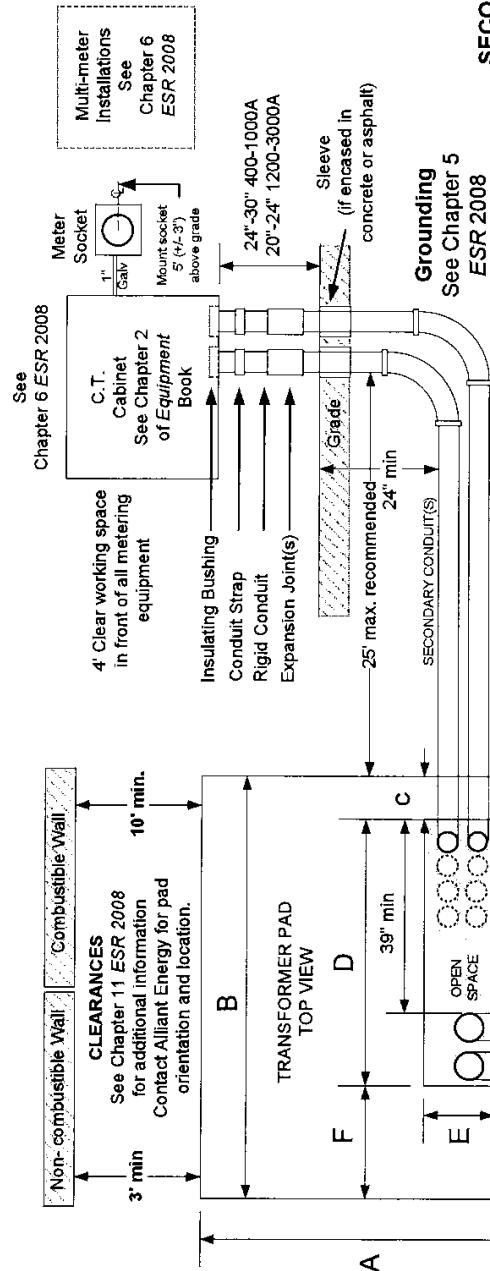 See
Chapter 6 ESR 2008
C.T.
Cabinet
See Chapter 2
of Equipment
Book
1"
Galv
Meter
Socket
Mount socket
5' (+/- 3")
above grade
Multi-meter
Installations
See
Chapter 6
ESR 2008
4' Clear working space
in front of all metering
equipment
Insulating Bushing
Conduit Strap
Rigid Conduit
Expansion Joint(s)
24"-30" 400-1000A
20"-24" 1200-3000A
Sleeve
(if encased in
concrete or asphalt)
Grade
25' max. recommended
24" min
SECONDARY CONDUIT(S)
Grounding
See Chapter 5
ESR 2008
Non- combustible Wall
Combustible Wall
3' min
10' min.
CLEARANCES
See Chapter 11 ESR 2008
for additional information
Contact Alliant Energy for pad
orientation and location.
B
TRANSFORMER PAD
TOP VIEW
F
D
C
39" min
OPEN
SPACE
E
A